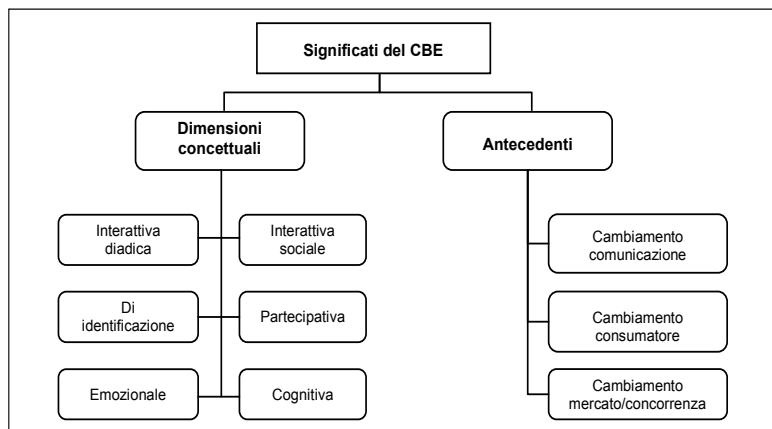 Significati del CBE
Dimensioni
concettuali
Antecedenti
Interattiva
diadica
Interattiva
sociale
Di
identificazione
Partecipativa
Emozionale
Cognitiva
Cambiamento
comunicazione
Cambiamento
consumatore
Cambiamento
mercato/concorrenza